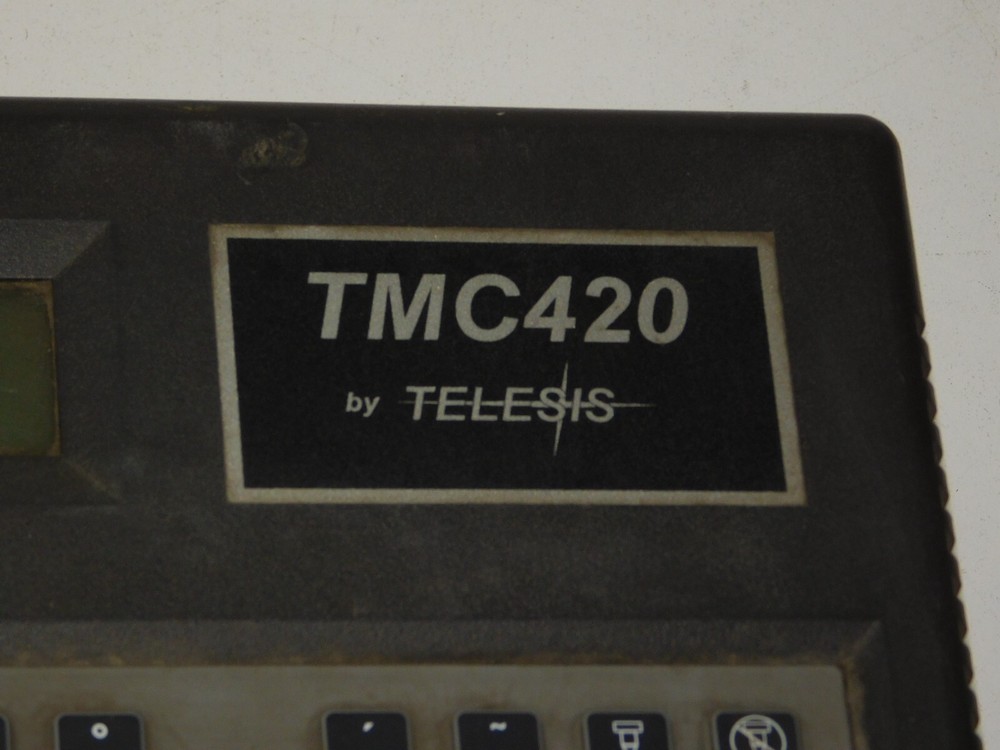 TMC420
by TELESIS
° ´ ~